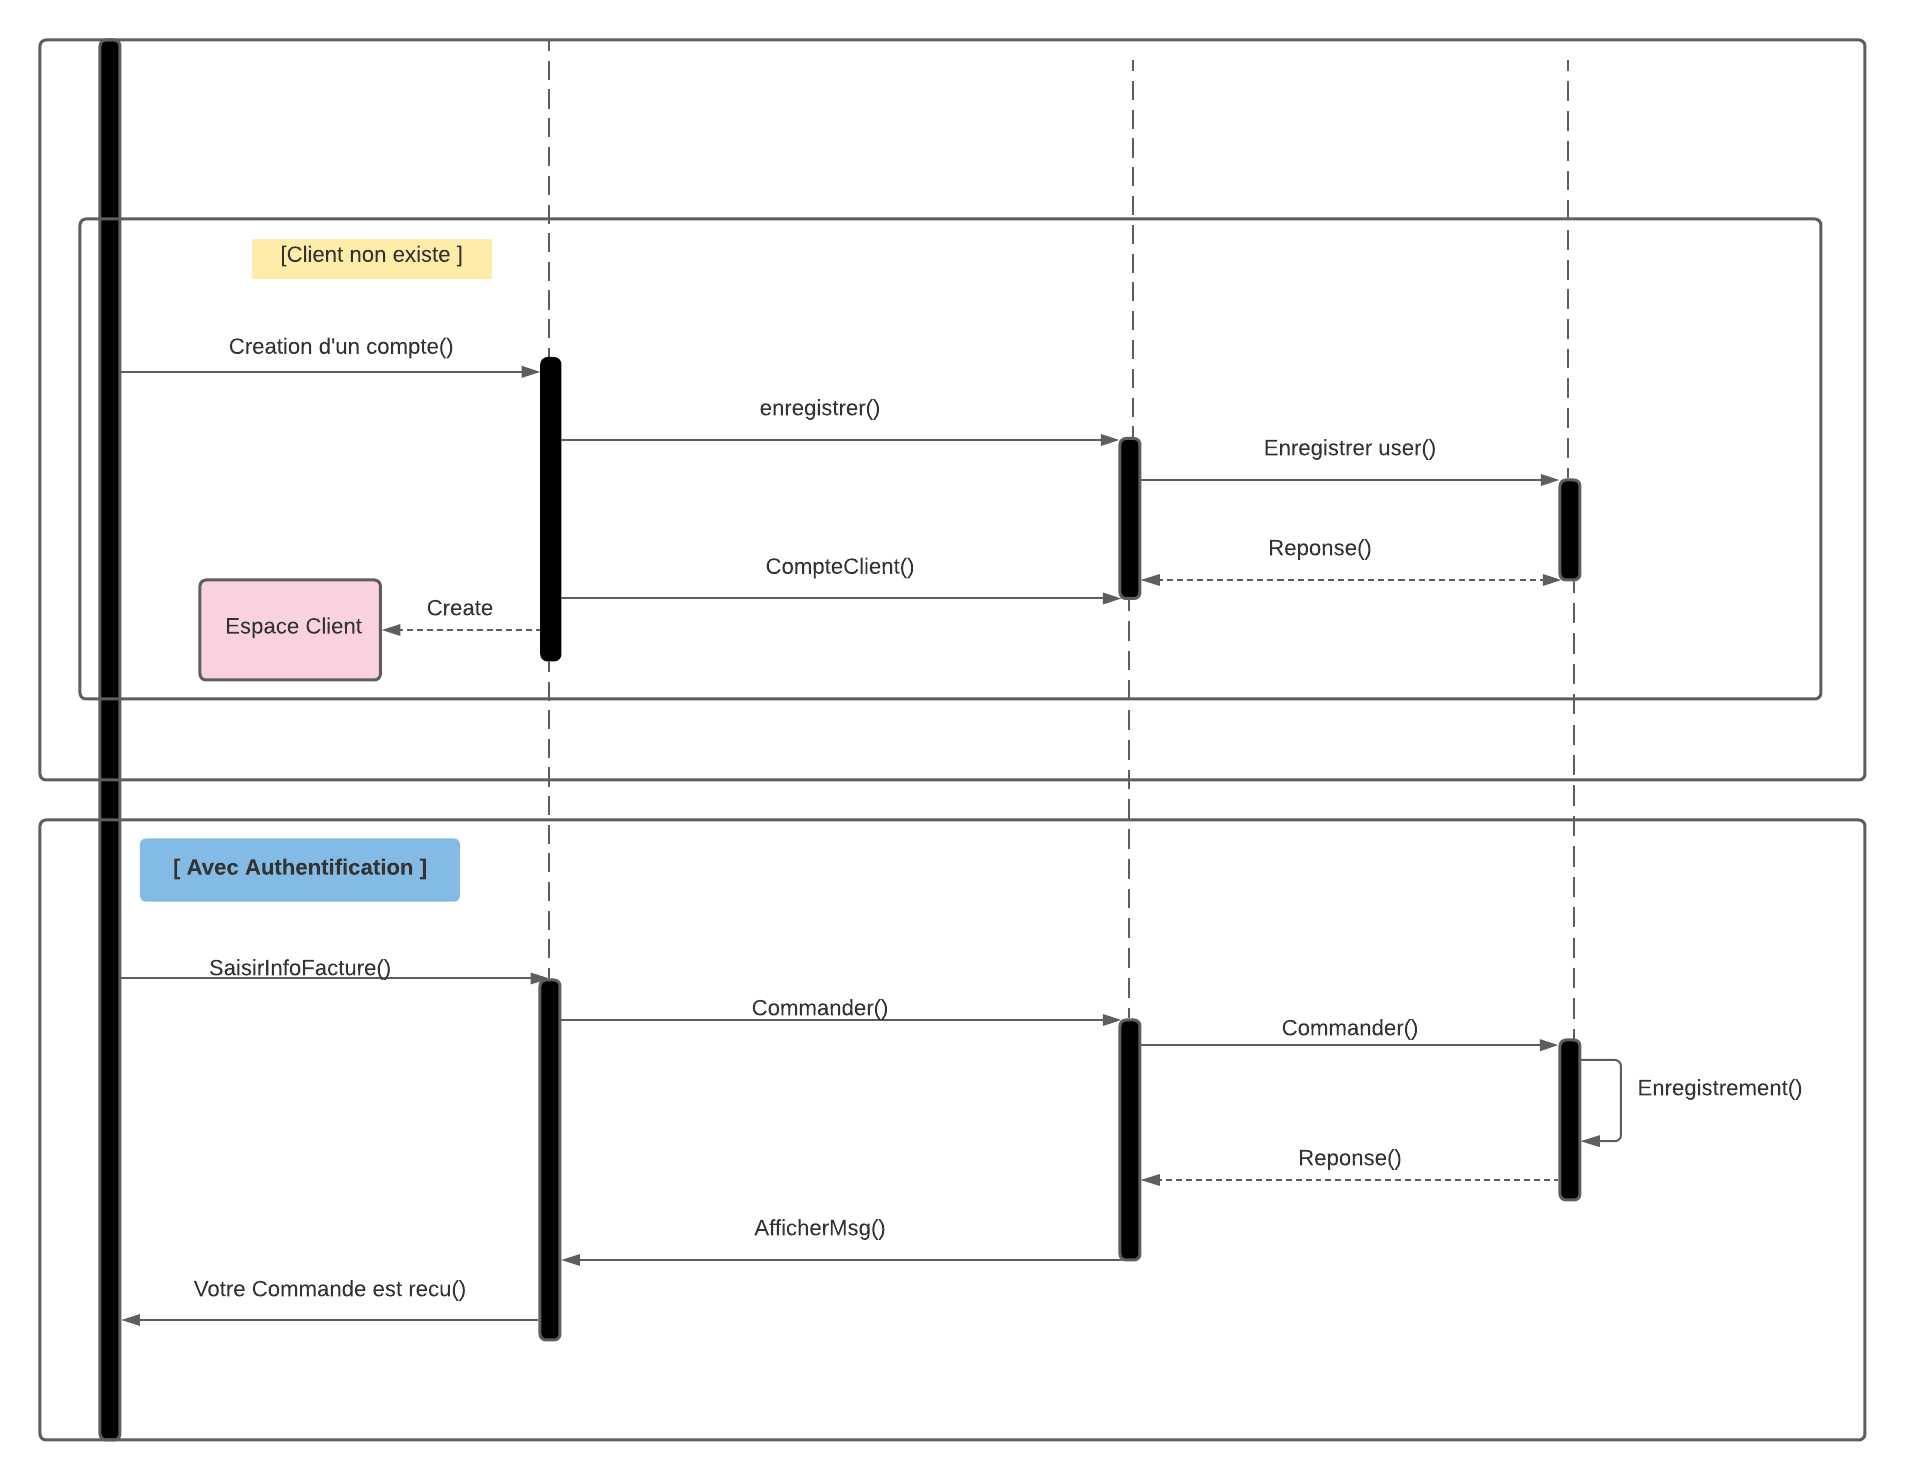 [Client non existe ]
Creation d'un compte()
enregistrer()
Enregistrer user()
Reponse()
CompteClient()
Create
Espace Client
[ Avec Authentification ]
SaisirInfoFacture()
Commander()
Commander()
Enregistrement()
Reponse()
AfficherMsg()
Votre Commande est recu()